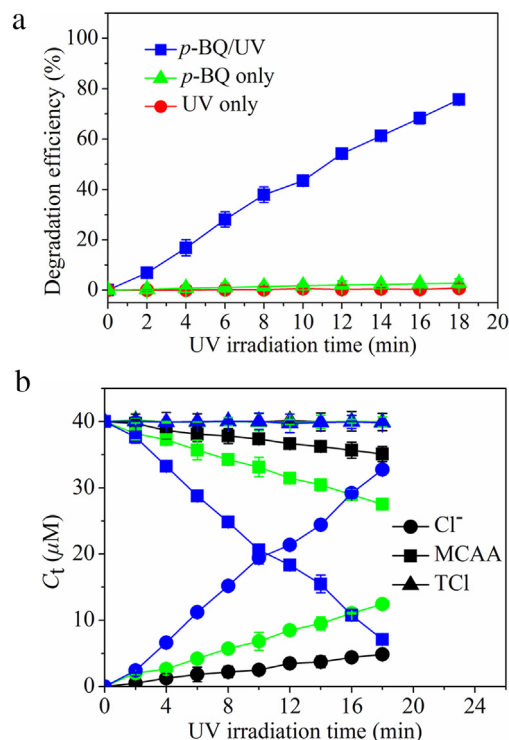 a
100
80
60
40
20
0
Degradation efficiency (%)
p-BQ/UV
p-BQ only
UV only
0 2 4 6 8 10 12 14 16 18 20
UV irradiation time (min)
b
40
30
20
10
0
Cₜ (μM)
Cl⁻
MCAA
TCl
0 4 8 12 16 20 24
UV irradiation time (min)